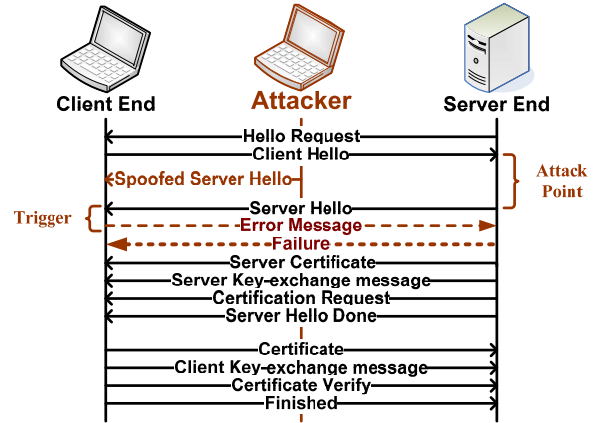 Client End
Attacker
Server End
Hello Request
Client Hello
Attack
Point
Spoofed Server Hello
Server Hello
Trigger
Error Message
Failure
Server Certificate
Server Key-exchange message
Certification Request
Server Hello Done
Certificate
Client Key-exchange message
Certificate Verify
Finished